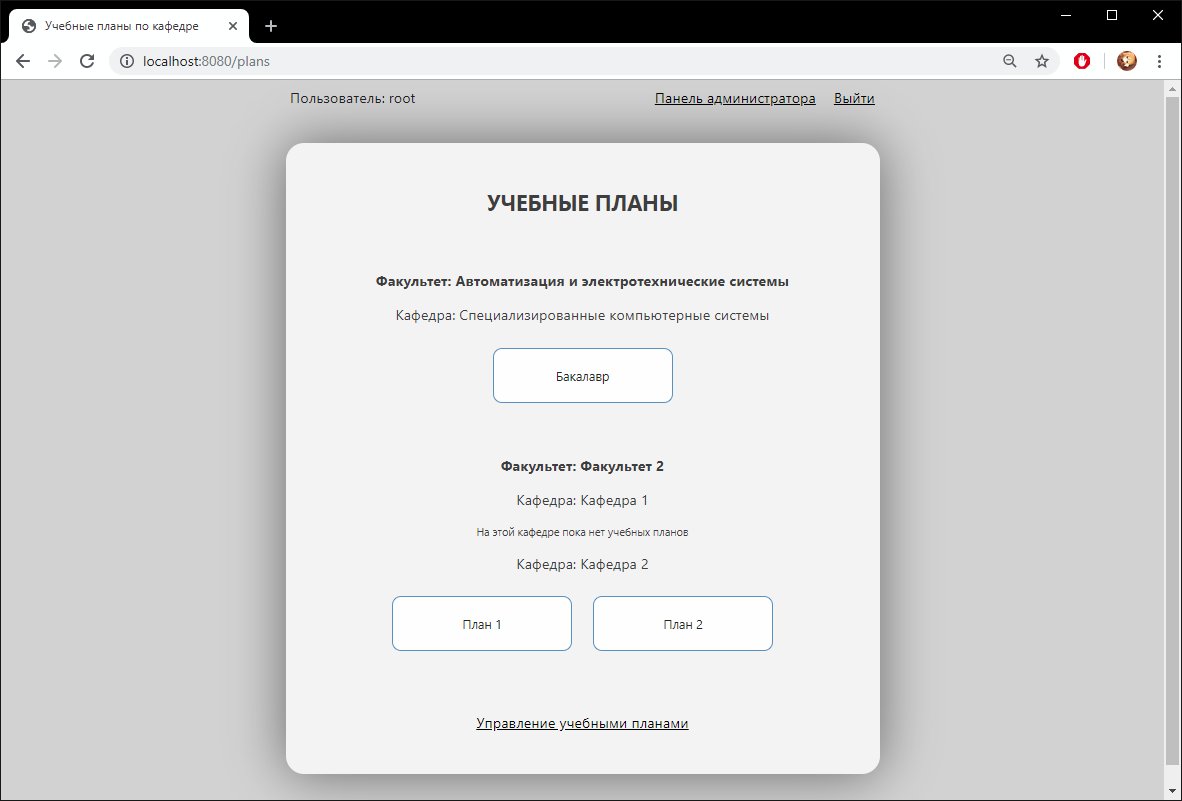 Учебные планы по кафедре
localhost:8080/plans
Пользователь: root Панель администратора Выйти
УЧЕБНЫЕ ПЛАНЫ
Факультет: Автоматизация и электротехнические системы
Кафедра: Специализированные компьютерные системы
Бакалавр
Факультет: Факультет 2
Кафедра: Кафедра 1
На этой кафедре пока нет учебных планов
Кафедра: Кафедра 2
План 1 План 2
Управление учебными планами